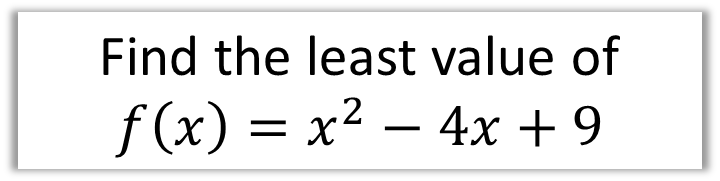 Find the least value of
f(x) = x² − 4x + 9